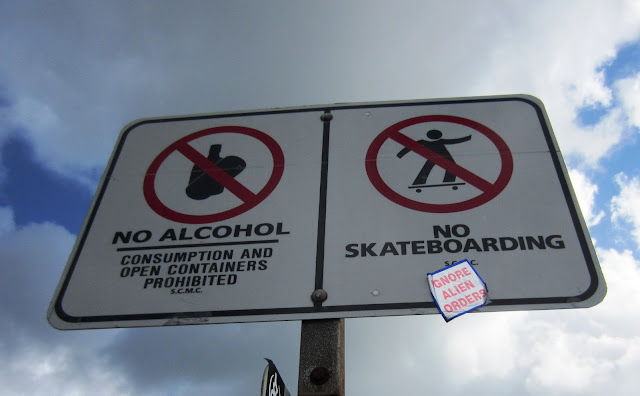 NO ALCOHOL
CONSUMPTION AND
OPEN CONTAINERS
PROHIBITED
S.C.M.C.
NO
SKATEBOARDING
S.C.M.C.
IGNORE
ALIEN
ORDERS